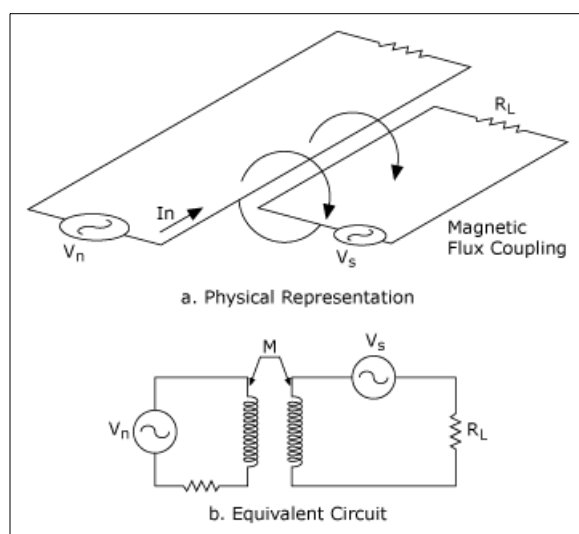 R_L
In
V_n
V_s
Magnetic
Flux Coupling
a. Physical Representation
M
V_s
V_n
R_L
b. Equivalent Circuit